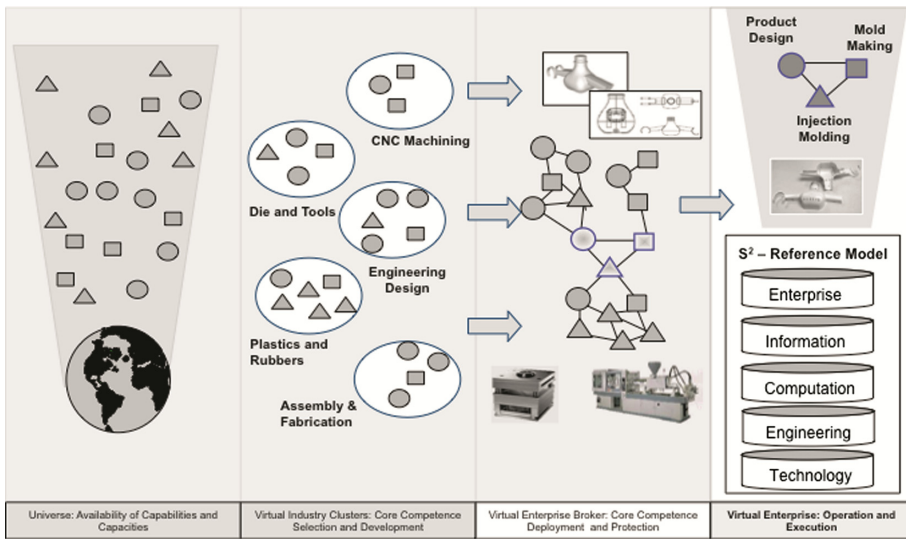 CNC Machining
Die and Tools
Engineering
Design
Plastics and
Rubbers
Assembly &
Fabrication
Product
Design
Mold
Making
Injection
Molding
S² – Reference Model
Enterprise
Information
Computation
Engineering
Technology
Universe: Availability of Capabilities and
Capacities
Virtual Industry Clusters: Core Competence
Selection and Development
Virtual Enterprise Broker: Core Competence
Deployment and Protection
Virtual Enterprise: Operation and
Execution